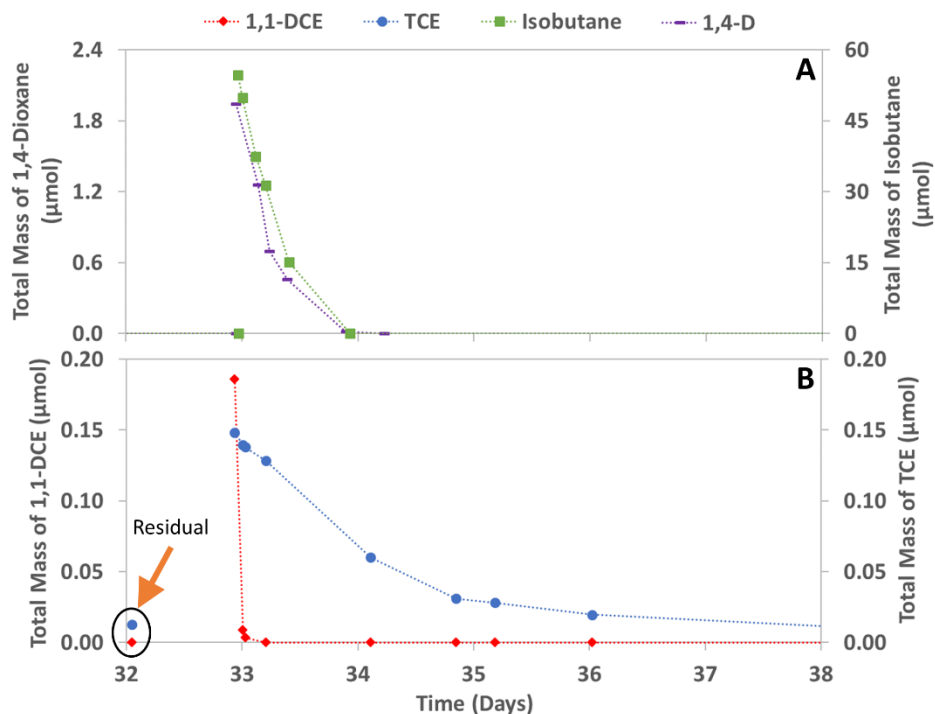 1,1-DCE TCE Isobutane 1,4-D
A
Total Mass of 1,4-Dioxane
(µmol)
2.4
1.8
1.2
0.6
0.0
60
45
30
15
0
Total Mass of Isobutane
(µmol)
B
Total Mass of 1,1-DCE (µmol)
0.20
0.15
0.10
0.05
0.00
Residual
0.20
0.15
0.10
0.05
0.00
Total Mass of TCE
(µmol)
32 33 34 35 36 37 38
Time (Days)